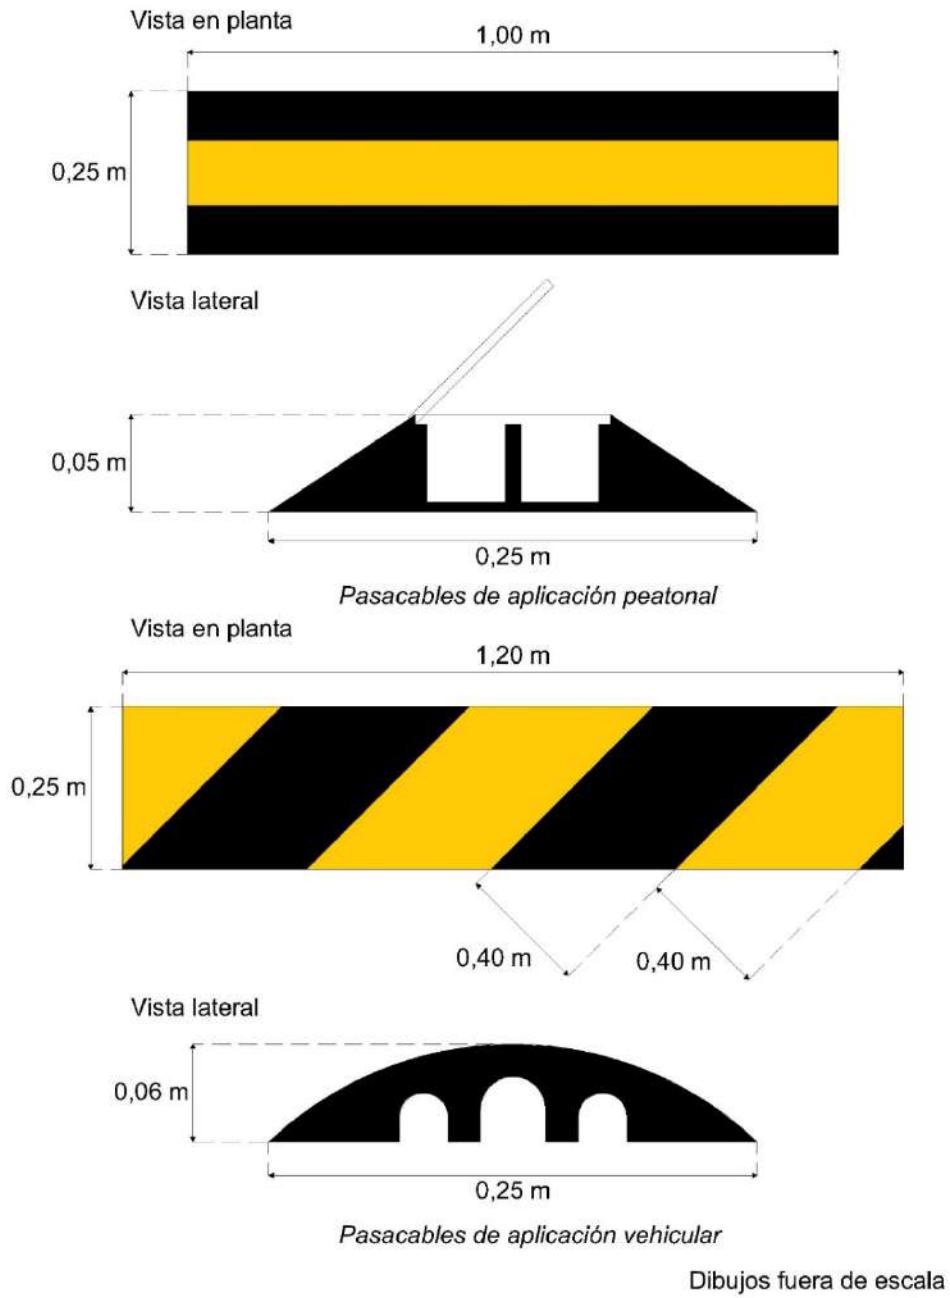 Vista en planta
1,00 m
0,25 m
Vista lateral
0,05 m
0,25 m
Pasacables de aplicación peatonal
Vista en planta
1,20 m
0,25 m
0,40 m
0,40 m
Vista lateral
0,06 m
0,25 m
Pasacables de aplicación vehicular
Dibujos fuera de escala